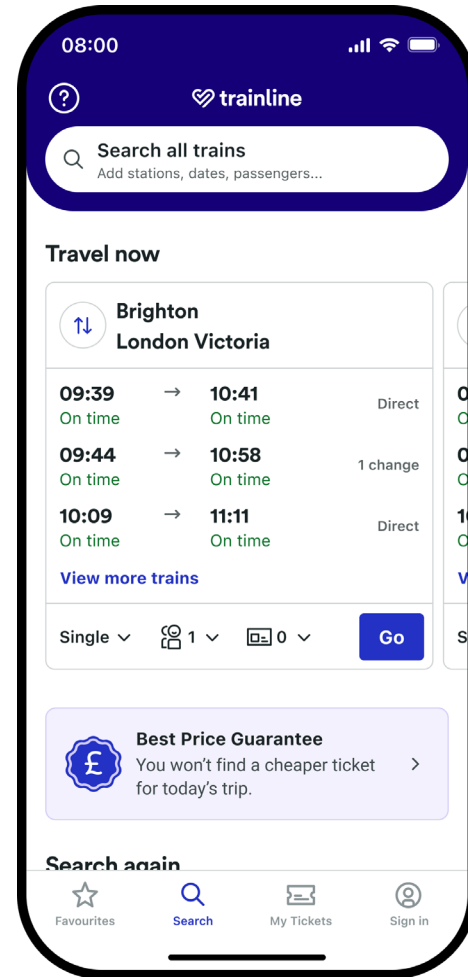 08:00
trainline
Search all trains
Add stations, dates, passengers...
Travel now
Brighton
London Victoria
09:39 → 10:41 Direct
On time On time
09:44 → 10:58 1 change
On time On time
10:09 → 11:11 Direct
On time On time
View more trains
Single 1 0 Go
Best Price Guarantee
You won't find a cheaper ticket
for today's trip.
Search again
Favourites Search My Tickets Sign in